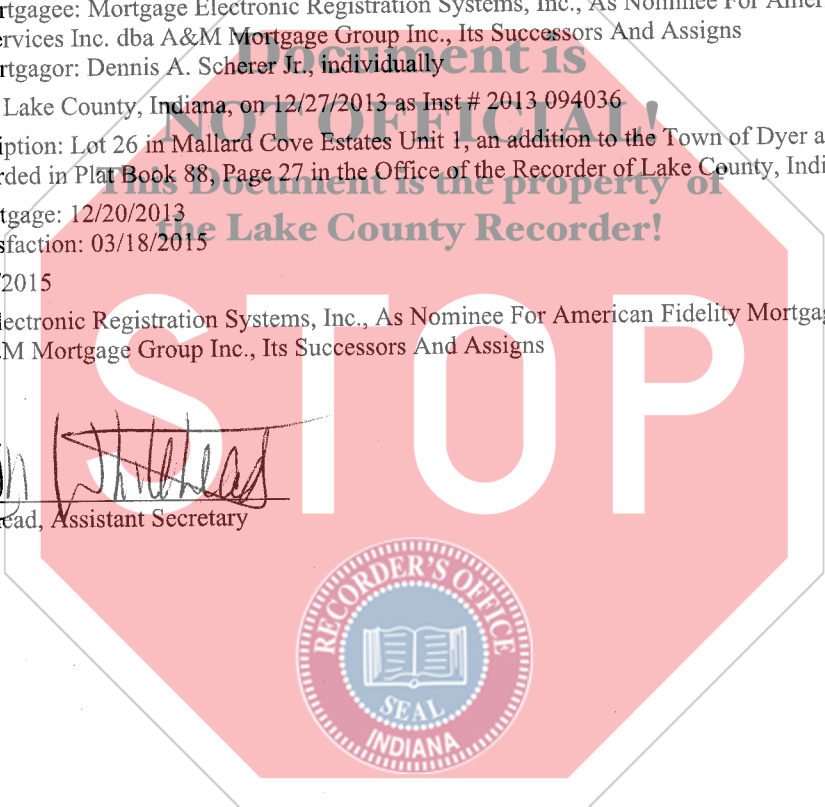 rtgagee: Mortgage Electronic Registration Systems, Inc., As Nominee For Amer
ervices Inc. dba A&M Mortgage Group Inc., Its Successors And Assigns
Document is
rtgagor: Dennis A. Scherer Jr., individually
Lake County, Indiana, on 12/27/2013 as Inst # 2013 094036
NOT OFFICIAL!
iption: Lot 26 in Mallard Cove Estates Unit 1, an addition to the Town of Dyer a
rded in Plat Book 88, Page 27 in the Office of the Recorder of Lake County, Indi
This Document is the property of
tgage: 12/20/2013
the Lake County Recorder!
sfaction: 03/18/2015
/2015
lectronic Registration Systems, Inc., As Nominee For American Fidelity Mortgag
M Mortgage Group Inc., Its Successors And Assigns
STOP
Whitehead
ead, Assistant Secretary
RECORDER'S OFFICE
SEAL
INDIANA